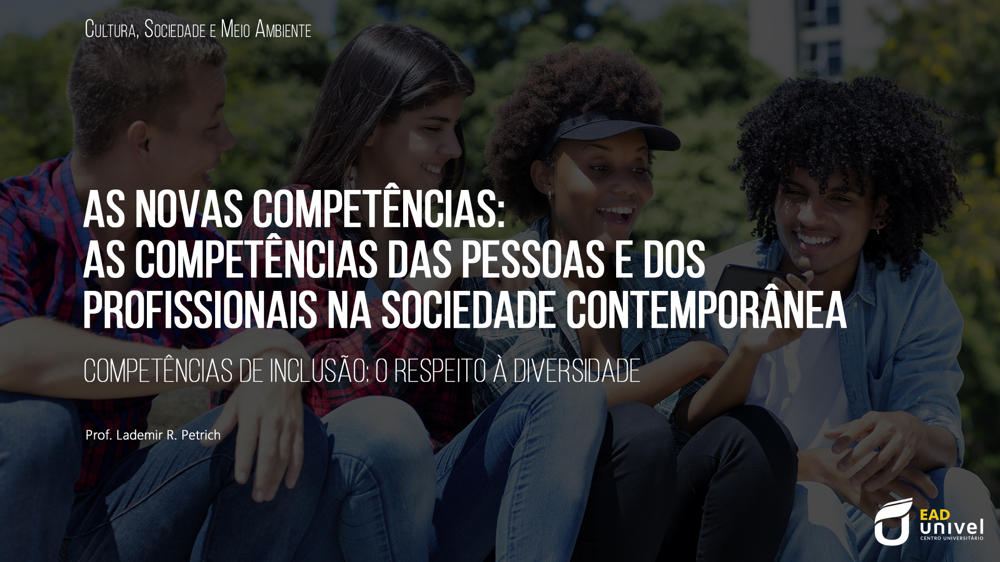 Cultura, Sociedade e Meio Ambiente
AS NOVAS COMPETÊNCIAS:
AS COMPETÊNCIAS DAS PESSOAS E DOS
PROFISSIONAIS NA SOCIEDADE CONTEMPORÂNEA
COMPETÊNCIAS DE INCLUSÃO: O RESPEITO À DIVERSIDADE
Prof. Lademir R. Petrich
EAD
univel
CENTRO UNIVERSITÁRIO